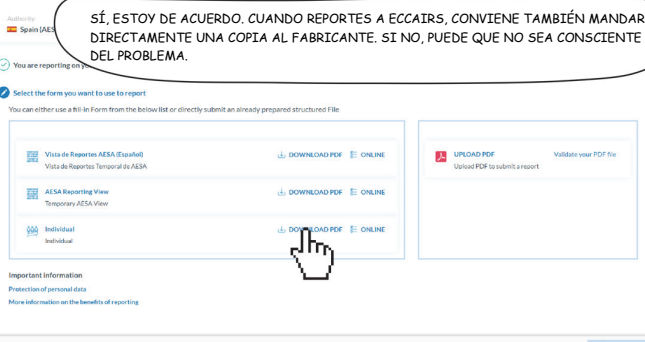 SÍ, ESTOY DE ACUERDO. CUANDO REPORTES A ECCAIRS, CONVIENE TAMBIÉN MANDAR
DIRECTAMENTE UNA COPIA AL FABRICANTE. SI NO, PUEDE QUE NO SEA CONSCIENTE
DEL PROBLEMA.
Authority
Spain (AES
You are reporting on
Select the form you want to use to report
You can either use a fill-in Form from the below list or directly submit an already prepared structured File
Vista de Reportes AESA (Español) DOWNLOAD PDF ONLINE
Vista de Reportes Temporal de AESA
AESA Reporting View DOWNLOAD PDF ONLINE
Temporary AESA View
Individual DOWNLOAD PDF ONLINE
Individual
UPLOAD PDF Validate your PDF file
Upload PDF to submit a report
Important information
Protection of personal data
More information on the benefits of reporting